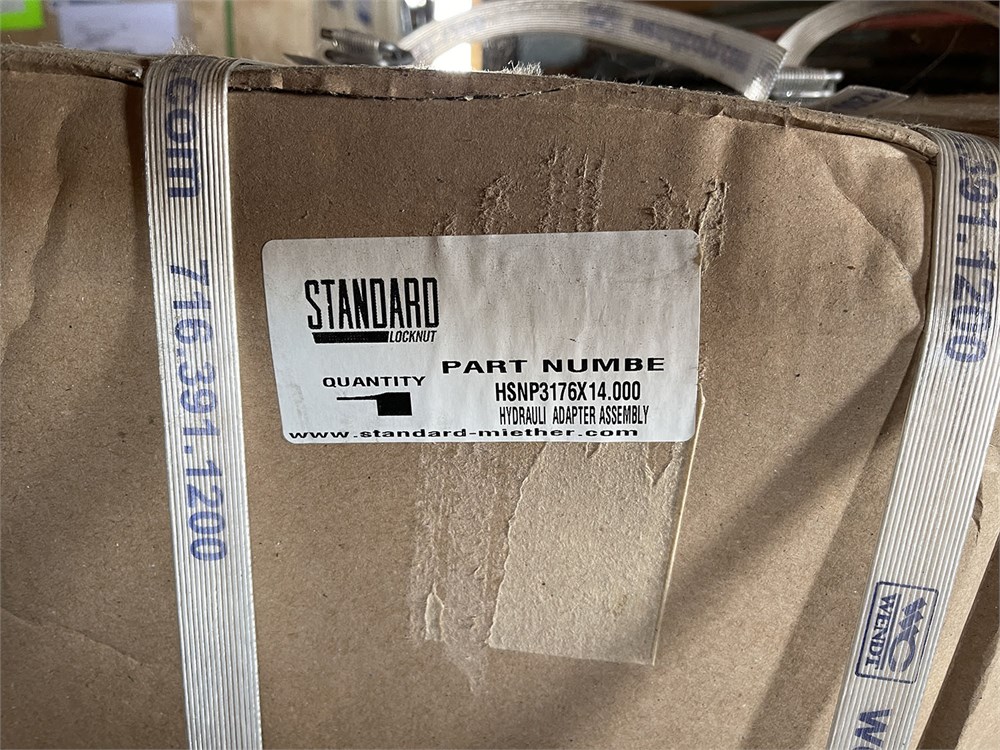 STANDARD
LOCKNUT
PART NUMBE
QUANTITY
HSNP3176X14.000
HYDRAULI ADAPTER ASSEMBLY
www.standard-miether.com
.com 716.391.1200
391.1200
WC
WENDT
W